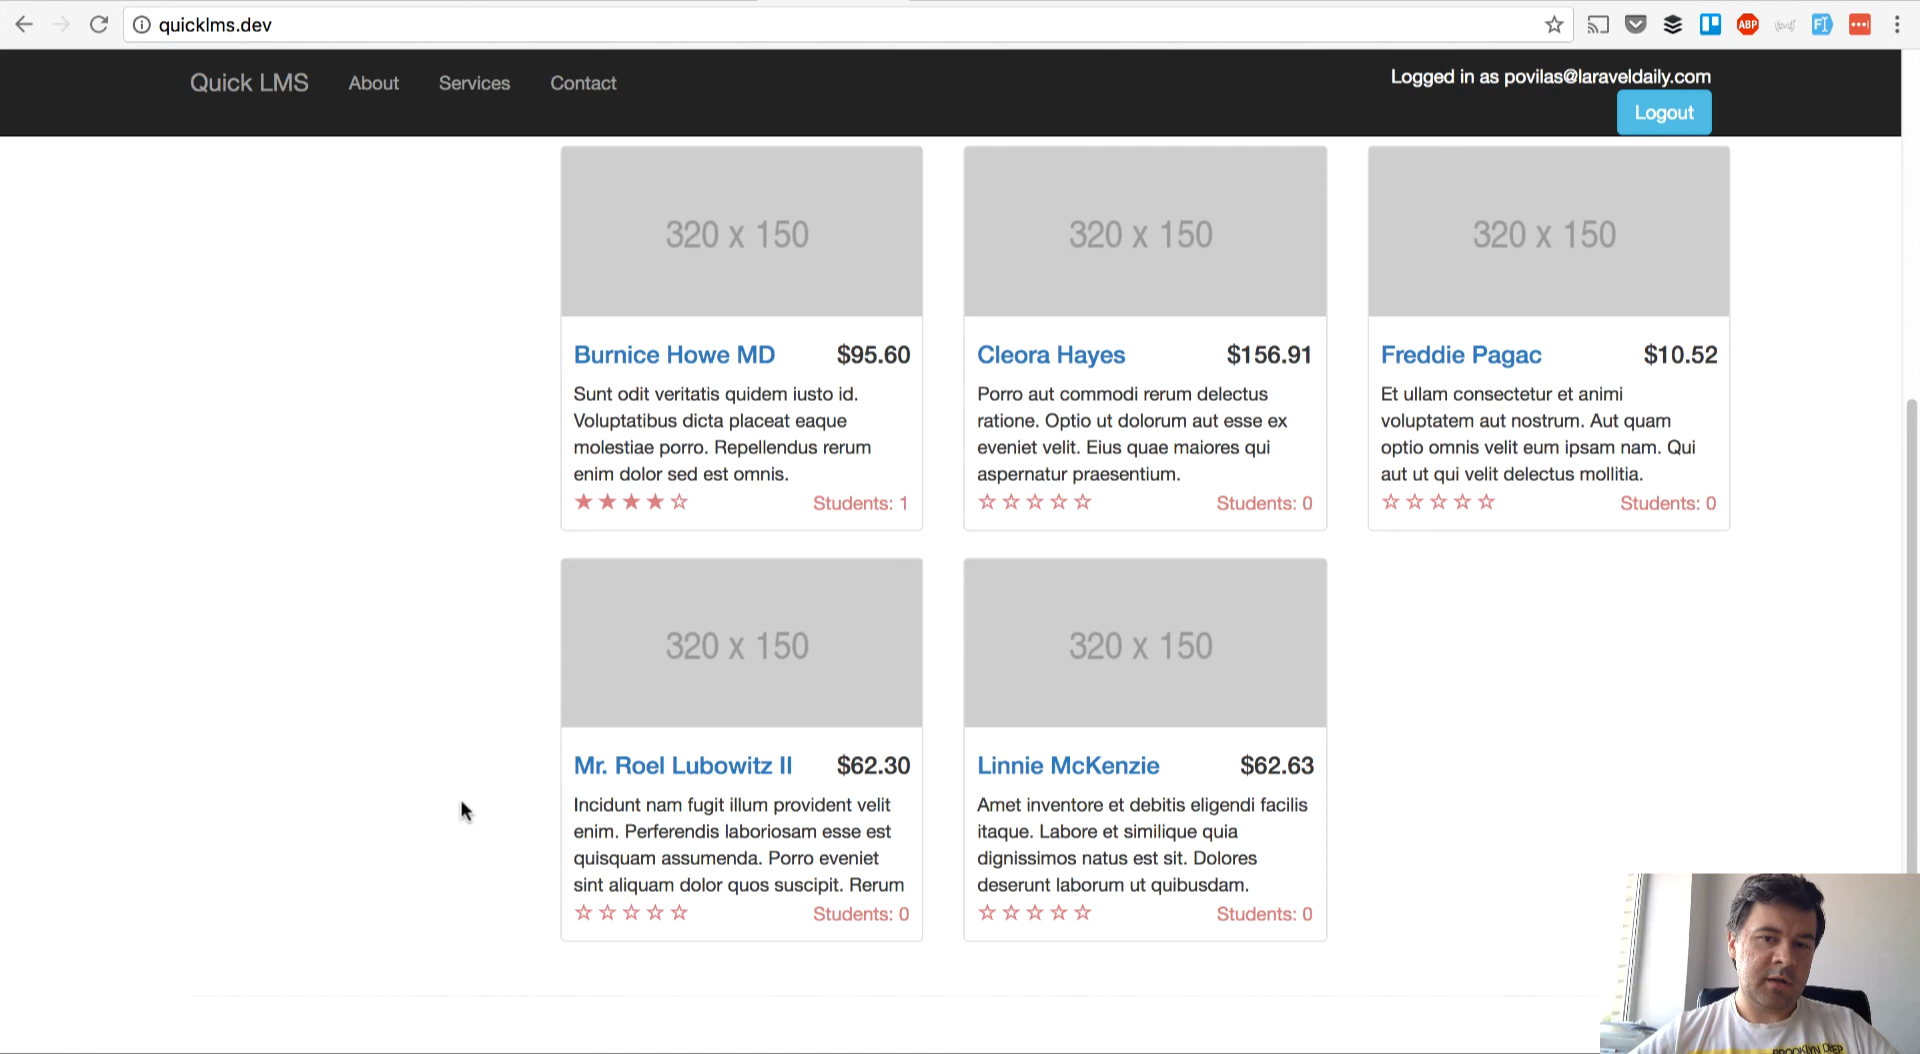 quicklms.dev
ABP
Quick LMS About Services Contact
Logged in as povilas@laraveldaily.com
Logout
320 x 150
320 x 150
320 x 150
Burnice Howe MD $95.60
Sunt odit veritatis quidem iusto id.
Voluptatibus dicta placeat eaque
molestiae porro. Repellendus rerum
enim dolor sed est omnis.
Students: 1
Cleora Hayes $156.91
Porro aut commodi rerum delectus
ratione. Optio ut dolorum aut esse ex
eveniet velit. Eius quae maiores qui
aspernatur praesentium.
Students: 0
Freddie Pagac $10.52
Et ullam consectetur et animi
voluptatem aut nostrum. Aut quam
optio omnis velit eum ipsam nam. Qui
aut ut qui velit delectus mollitia.
Students: 0
320 x 150
320 x 150
Mr. Roel Lubowitz II $62.30
Incidunt nam fugit illum provident velit
enim. Perferendis laboriosam esse est
quisquam assumenda. Porro eveniet
sint aliquam dolor quos suscipit. Rerum
Students: 0
Linnie McKenzie $62.63
Amet inventore et debitis eligendi facilis
itaque. Labore et similique quia
dignissimos natus est sit. Dolores
deserunt laborum ut quibusdam.
Students: 0